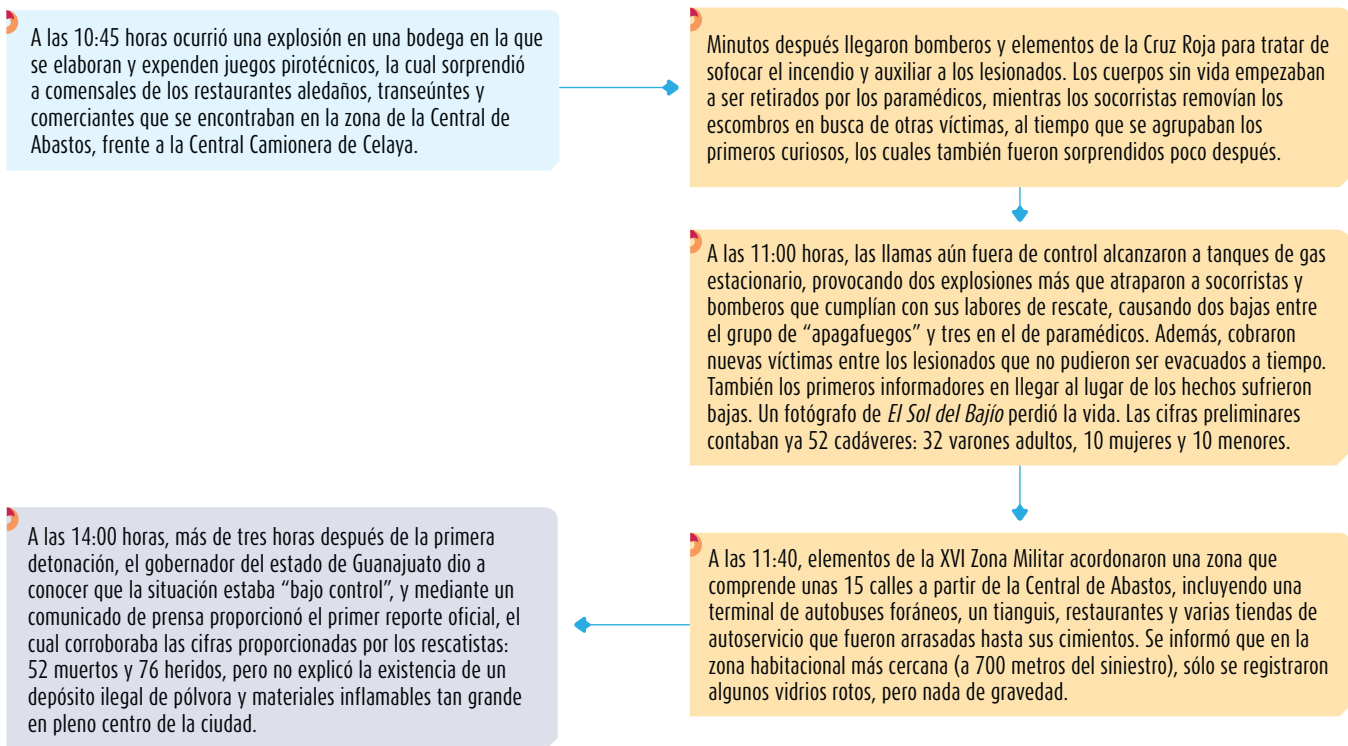 A las 10:45 horas ocurrió una explosión en una bodega en la que
se elaboran y expenden juegos pirotécnicos, la cual sorprendió
a comensales de los restaurantes aledaños, transeúntes y
comerciantes que se encontraban en la zona de la Central de
Abastos, frente a la Central Camionera de Celaya.
Minutos después llegaron bomberos y elementos de la Cruz Roja para tratar de
sofocar el incendio y auxiliar a los lesionados. Los cuerpos sin vida empezaban
a ser retirados por los paramédicos, mientras los socorristas removían los
escombros en busca de otras víctimas, al tiempo que se agrupaban los
primeros curiosos, los cuales también fueron sorprendidos poco después.
A las 11:00 horas, las llamas aún fuera de control alcanzaron a tanques de gas
estacionario, provocando dos explosiones más que atraparon a socorristas y
bomberos que cumplían con sus labores de rescate, causando dos bajas entre
el grupo de “apagafuegos” y tres en el de paramédicos. Además, cobraron
nuevas víctimas entre los lesionados que no pudieron ser evacuados a tiempo.
También los primeros informadores en llegar al lugar de los hechos sufrieron
bajas. Un fotógrafo de El Sol del Bajío perdió la vida. Las cifras preliminares
contaban ya 52 cadáveres: 32 varones adultos, 10 mujeres y 10 menores.
A las 11:40, elementos de la XVI Zona Militar acordonaron una zona que
comprende unas 15 calles a partir de la Central de Abastos, incluyendo una
terminal de autobuses foráneos, un tianguis, restaurantes y varias tiendas de
autoservicio que fueron arrasadas hasta sus cimientos. Se informó que en la
zona habitacional más cercana (a 700 metros del siniestro), sólo se registraron
algunos vidrios rotos, pero nada de gravedad.
A las 14:00 horas, más de tres horas después de la primera
detonación, el gobernador del estado de Guanajuato dio a
conocer que la situación estaba “bajo control”, y mediante un
comunicado de prensa proporcionó el primer reporte oficial, el
cual corroboraba las cifras proporcionadas por los rescatistas:
52 muertos y 76 heridos, pero no explicó la existencia de un
depósito ilegal de pólvora y materiales inflamables tan grande
en pleno centro de la ciudad.